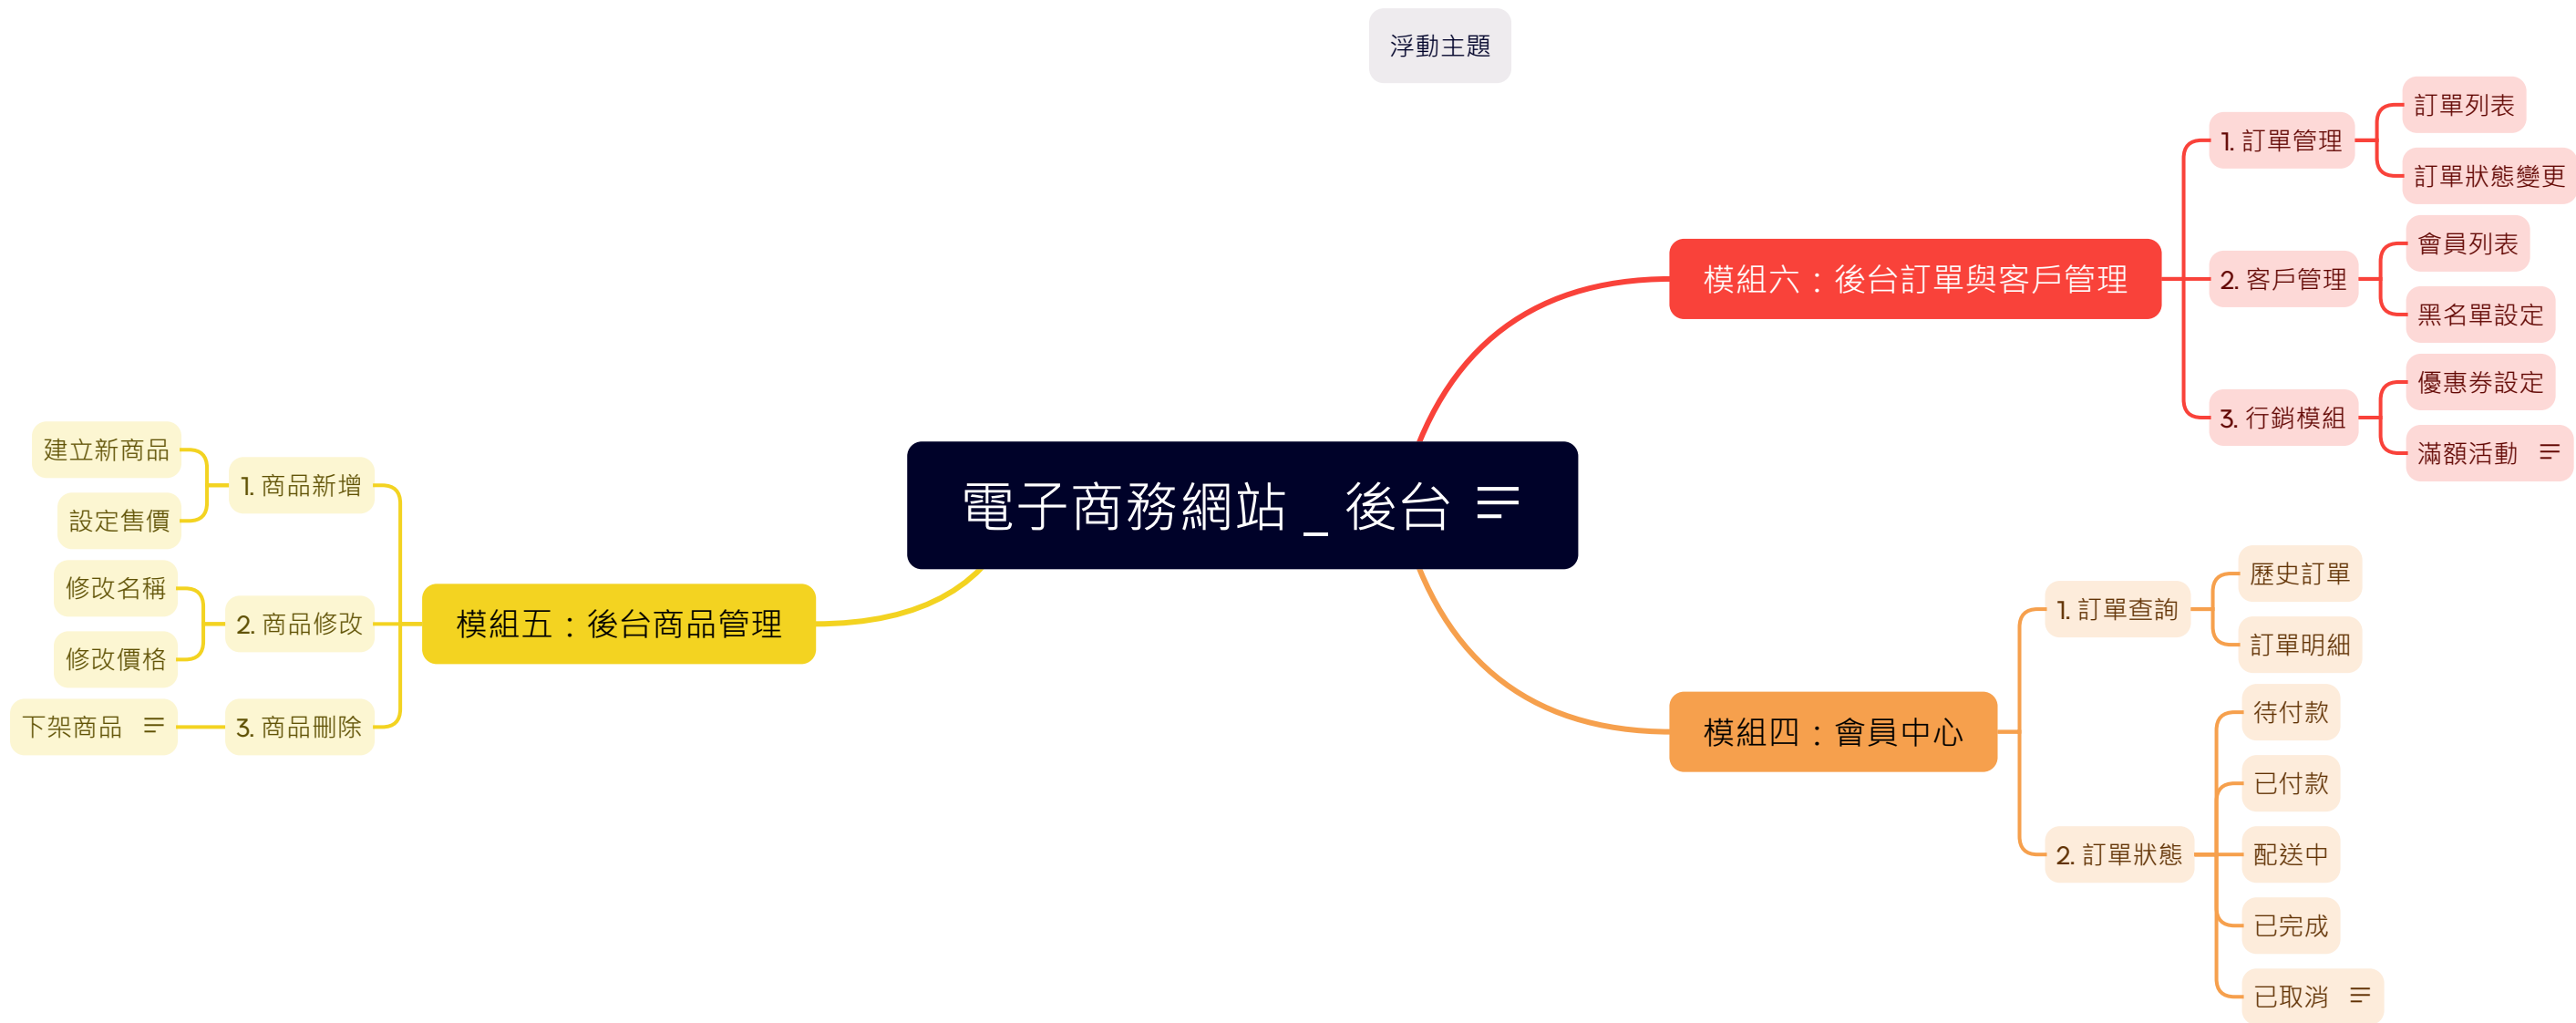 浮動主題
電子商務網站 _ 後台
模組六：後台訂單與客戶管理
1. 訂單管理
訂單列表
訂單狀態變更
2. 客戶管理
會員列表
黑名單設定
3. 行銷模組
優惠券設定
滿額活動
模組四：會員中心
1. 訂單查詢
歷史訂單
訂單明細
2. 訂單狀態
待付款
已付款
配送中
已完成
已取消
模組五：後台商品管理
1. 商品新增
建立新商品
設定售價
2. 商品修改
修改名稱
修改價格
3. 商品刪除
下架商品